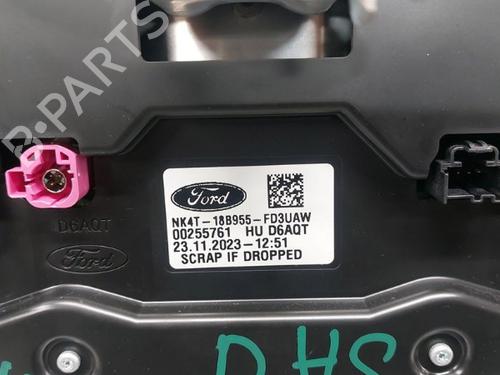 B-PARTS
Ford
NK4T-18B955-FD3UAW
00255761 HU D6AQT
23.11.2023-12:51
SCRAP IF DROPPED
D6AQT
Ford